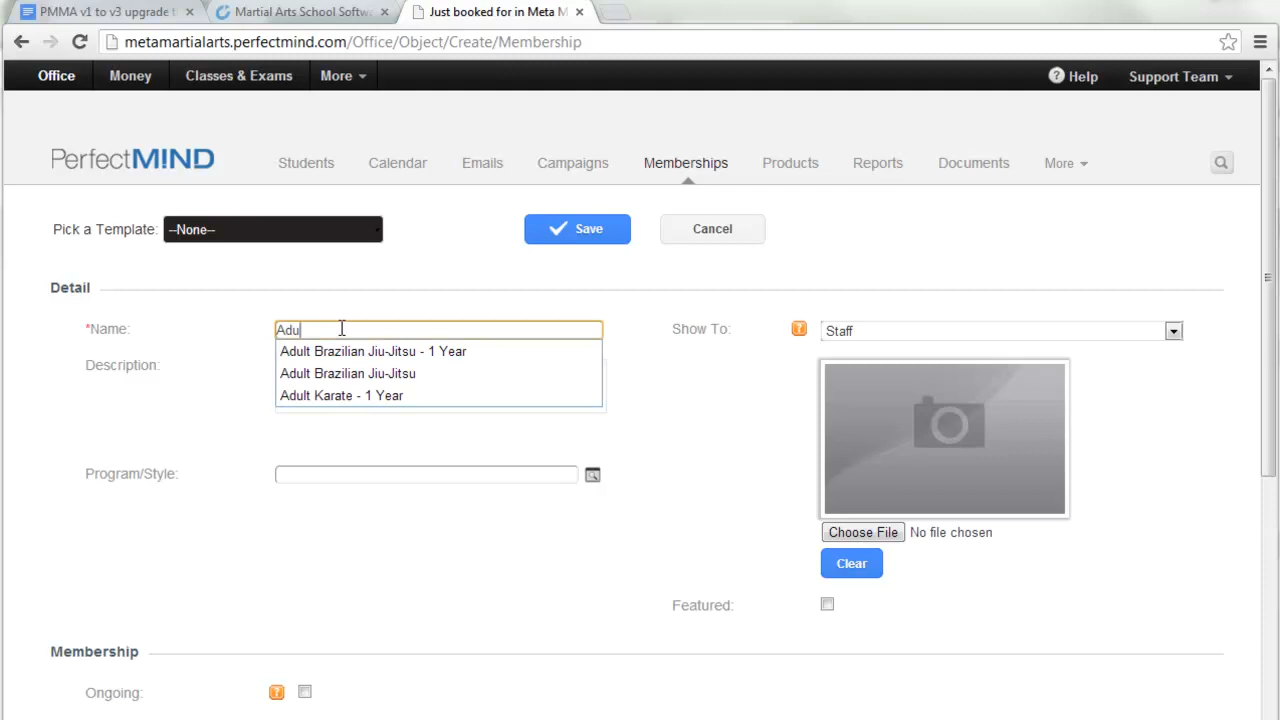 PMMA v1 to v3 upgrade t
Martial Arts School Softwa
Just booked for in Meta M
metamartialarts.perfectmind.com/Office/Object/Create/Membership
Office Money Classes & Exams More Help Support Team
PerfectMIND Students Calendar Emails Campaigns Memberships Products Reports Documents More
Pick a Template: --None-- Save Cancel
Detail
*Name: Adu
Adult Brazilian Jiu-Jitsu - 1 Year
Adult Brazilian Jiu-Jitsu
Adult Karate - 1 Year
Description:
Program/Style:
Show To: ? Staff
Choose File No file chosen
Clear
Featured:
Membership
Ongoing: ?